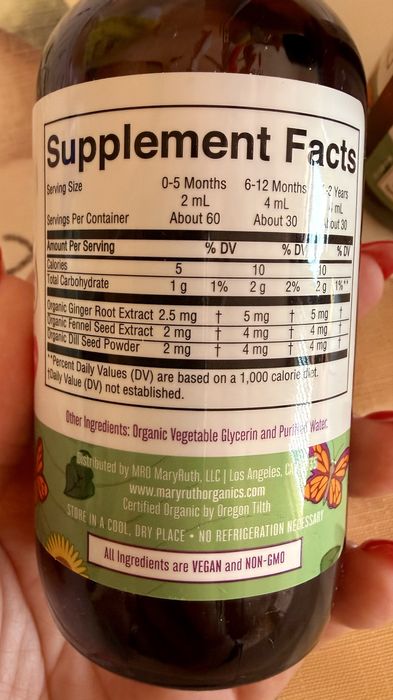 Supplement Facts
Serving Size 0-5 Months 6-12 Months Years
2 mL 4 mL mL
Servings Per Container About 60 About 30 out 30
Amount Per Serving % DV % DV % DV
Calories 5 10 10
Total Carbohydrate 1 g 1% 2 g 2% 2 g 1%**
Organic Ginger Root Extract 2.5 mg † 5 mg † 5 mg †
Organic Fennel Seed Extract 2 mg † 4 mg † 4 mg †
Organic Dill Seed Powder 2 mg † 4 mg † 4 mg †
**Percent Daily Values (DV) are based on a 1,000 calorie diet.
†Daily Value (DV) not established.
Other Ingredients: Organic Vegetable Glycerin and Purified Water.
Distributed by MRO MaryRuth, LLC | Los Angeles,
www.maryruthorganics.com
Certified Organic by Oregon Tilth
STORE IN A COOL, DRY PLACE • NO REFRIGERATION NECESSARY
All Ingredients are VEGAN and NON-GMO